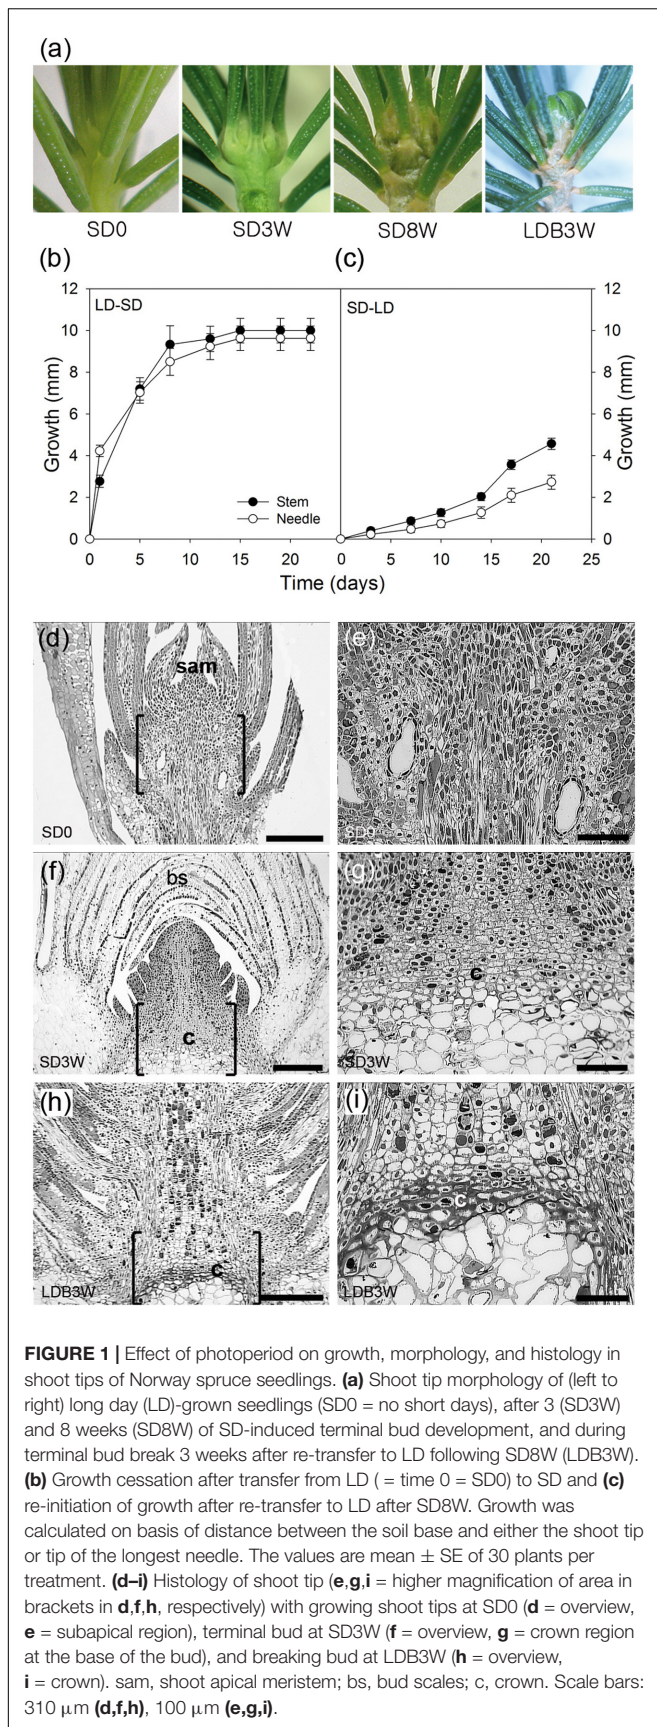 (a)
SD0 SD3W SD8W LDB3W
(b) (c)
12 LD-SD SD-LD 12
10 10
8 8
6 6
4 4
2 2
0 0
Growth (mm)
Growth (mm)
Stem
Needle
0 5 10 15 20 0 5 10 15 20 25
Time (days)
(d) (e)
sam
SD0 SD0
(f) (g)
bs
c c
SD3W SD3W
(h) (i)
c c
LDB3W LDB3W
FIGURE 1 | Effect of photoperiod on growth, morphology, and histology in
shoot tips of Norway spruce seedlings. (a) Shoot tip morphology of (left to
right) long day (LD)-grown seedlings (SD0 = no short days), after 3 (SD3W)
and 8 weeks (SD8W) of SD-induced terminal bud development, and during
terminal bud break 3 weeks after re-transfer to LD following SD8W (LDB3W).
(b) Growth cessation after transfer from LD ( = time 0 = SD0) to SD and (c)
re-initiation of growth after re-transfer to LD after SD8W. Growth was
calculated on basis of distance between the soil base and either the shoot tip
or tip of the longest needle. The values are mean ± SE of 30 plants per
treatment. (d–i) Histology of shoot tip (e,g,i = higher magnification of area in
brackets in d,f,h, respectively) with growing shoot tips at SD0 (d = overview,
e = subapical region), terminal bud at SD3W (f = overview, g = crown region
at the base of the bud), and breaking bud at LDB3W (h = overview,
i = crown). sam, shoot apical meristem; bs, bud scales; c, crown. Scale bars:
310 μm (d,f,h), 100 μm (e,g,i).